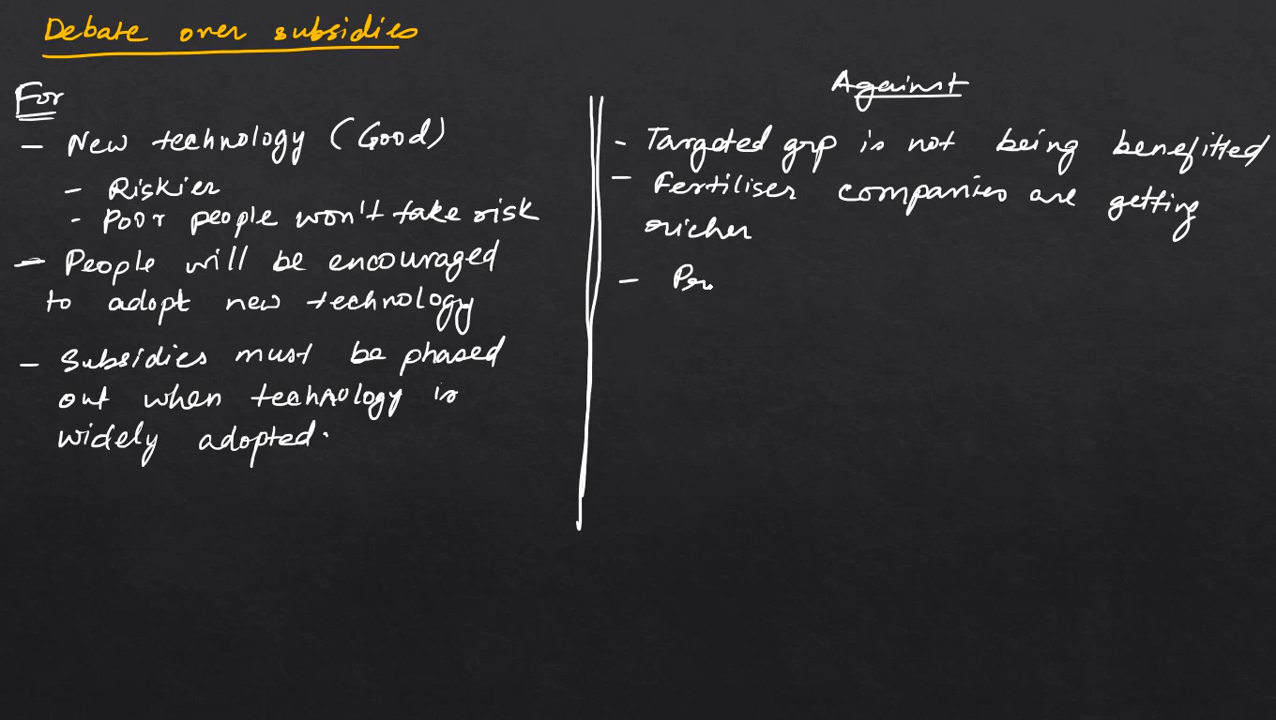 Debate over subsidies
For
- New technology (Good)
- Riskier
- Poor people won't take risk
- People will be encouraged
to adopt new technology
- Subsidies must be phased
out when technology is
widely adopted.
Against
- Targeted grp is not being benefitted
- Fertiliser companies are getting
richer
-